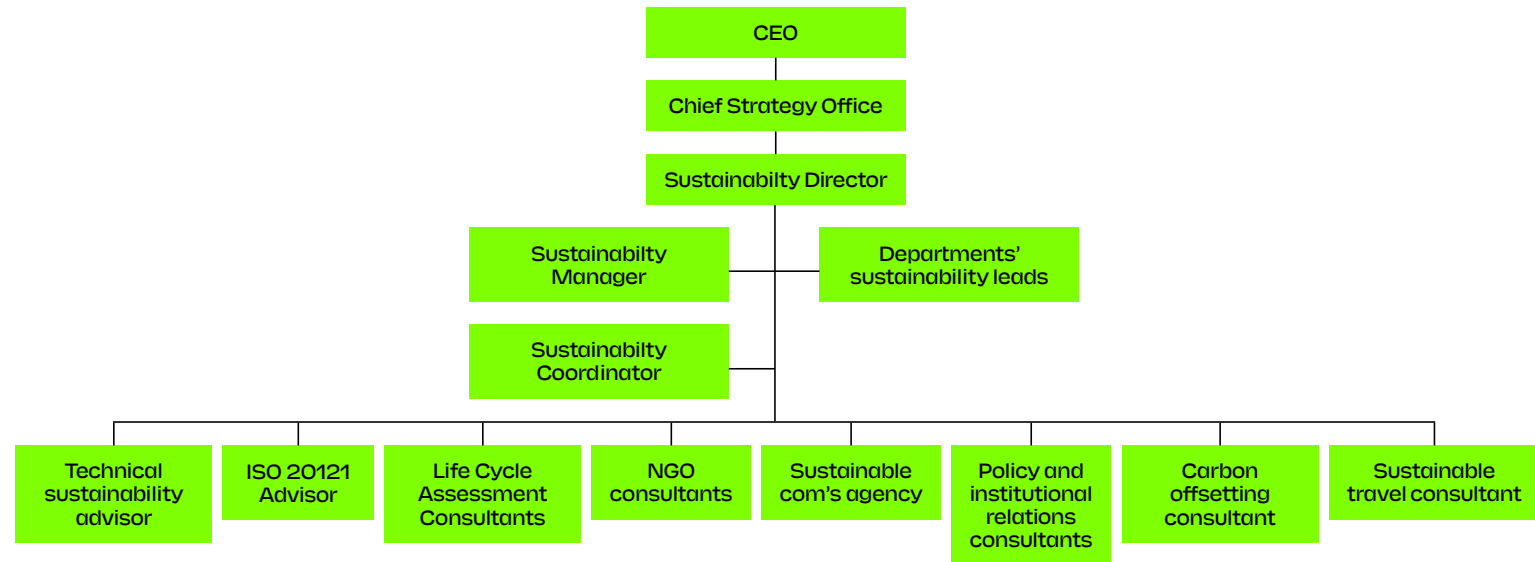 CEO
Chief Strategy Office
Sustainabilty Director
Sustainabilty
Manager
Departments’
sustainability leads
Sustainabilty
Coordinator
Technical
sustainability
advisor
ISO 20121
Advisor
Life Cycle
Assessment
Consultants
NGO
consultants
Sustainable
com’s agency
Policy and
institutional
relations
consultants
Carbon
offsetting
consultant
Sustainable
travel consultant